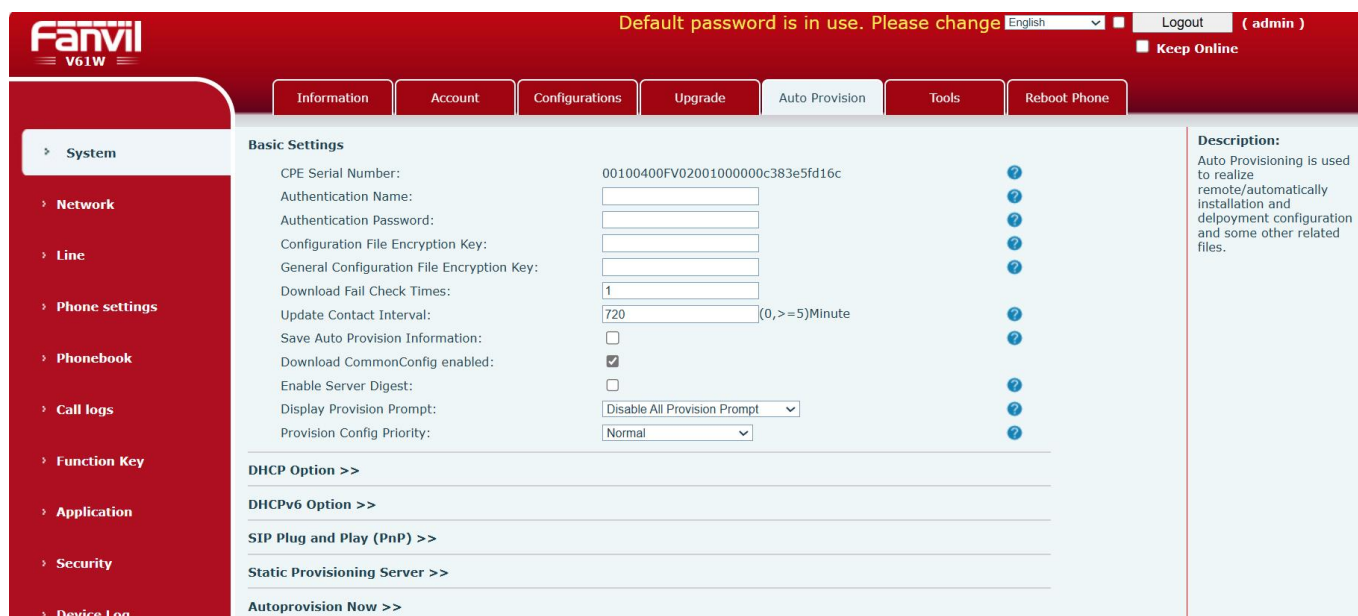 Fanvil
V61W
Default password is in use. Please change English Logout ( admin )
Keep Online
Information Account Configurations Upgrade Auto Provision Tools Reboot Phone
› System
› Network
› Line
› Phone settings
› Phonebook
› Call logs
› Function Key
› Application
› Security
› Device Log
Basic Settings
CPE Serial Number: 00100400FV02001000000c383e5fd16c
Authentication Name:
Authentication Password:
Configuration File Encryption Key:
General Configuration File Encryption Key:
Download Fail Check Times: 1
Update Contact Interval: 720 (0,>=5)Minute
Save Auto Provision Information:
Download CommonConfig enabled:
Enable Server Digest:
Display Provision Prompt: Disable All Provision Prompt
Provision Config Priority: Normal
DHCP Option >>
DHCPv6 Option >>
SIP Plug and Play (PnP) >>
Static Provisioning Server >>
Autoprovision Now >>
Description:
Auto Provisioning is used
to realize
remote/automatically
installation and
delpoyment configuration
and some other related
files.